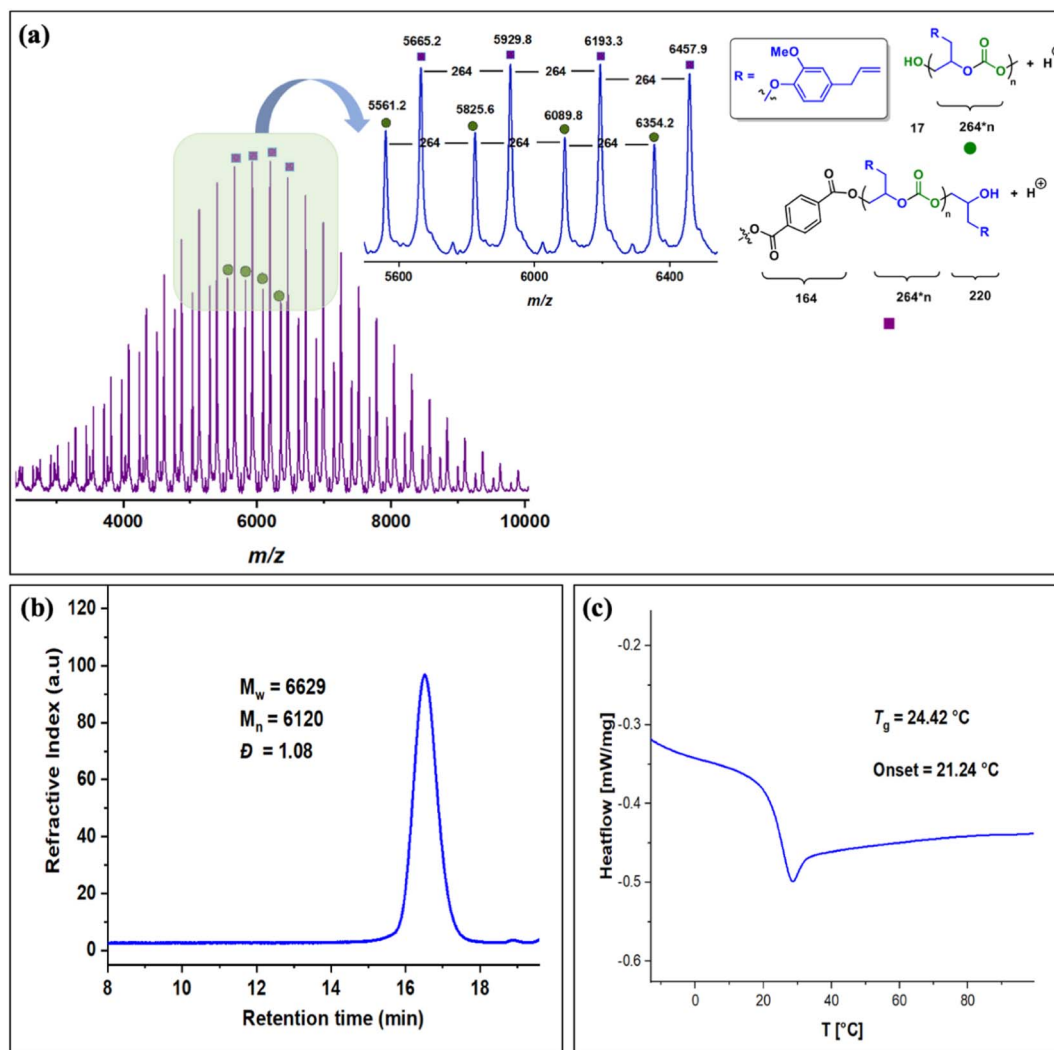 (a)
5665.2
5929.8
6193.3
6457.9
264
264
264
5561.2
5825.6
6089.8
6354.2
264
264
264
5600
6000
6400
m/z
R =
MeO
O
R
HO
O
O
O
n
+ H
17
264*n
O
O
O
O
R
O
O
O
n
OH
R
+ H⊕
164
264*n
220
4000
6000
8000
10000
m/z
(b)
120
100
80
60
40
20
0
Refractive Index (a.u)
Mw = 6629
Mn = 6120
Đ = 1.08
8
10
12
14
16
18
Retention time (min)
(c)
-0.2
-0.3
-0.4
-0.5
-0.6
Heatflow [mW/mg]
Tg = 24.42 °C
Onset = 21.24 °C
0
20
40
60
80
T [°C]